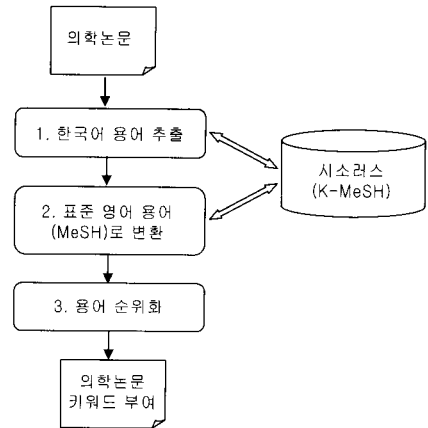 의학논문
1. 한국어 용어 추출
시소러스
(K-MeSH)
2. 표준 영어 용어
(MeSH)로 변환
3. 용어 순위화
의학논문
키워드 부여